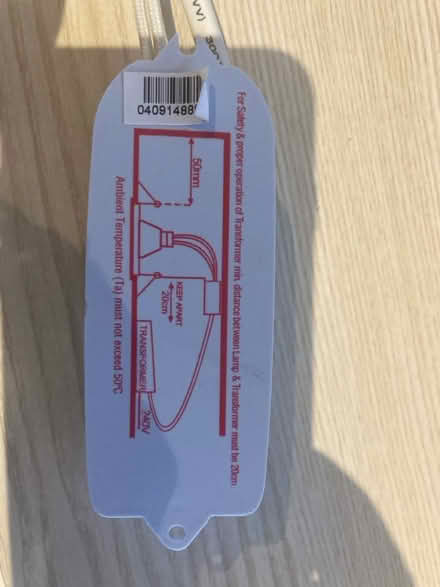 For Safety & proper operation of Transformer min. distance between Lamp & Transformer must be 20cm
50mm
KEEP APART
20cm
TRANSFORMER
240V
Ambient Temperature (Ta) must not exceed 50ºC
04091488